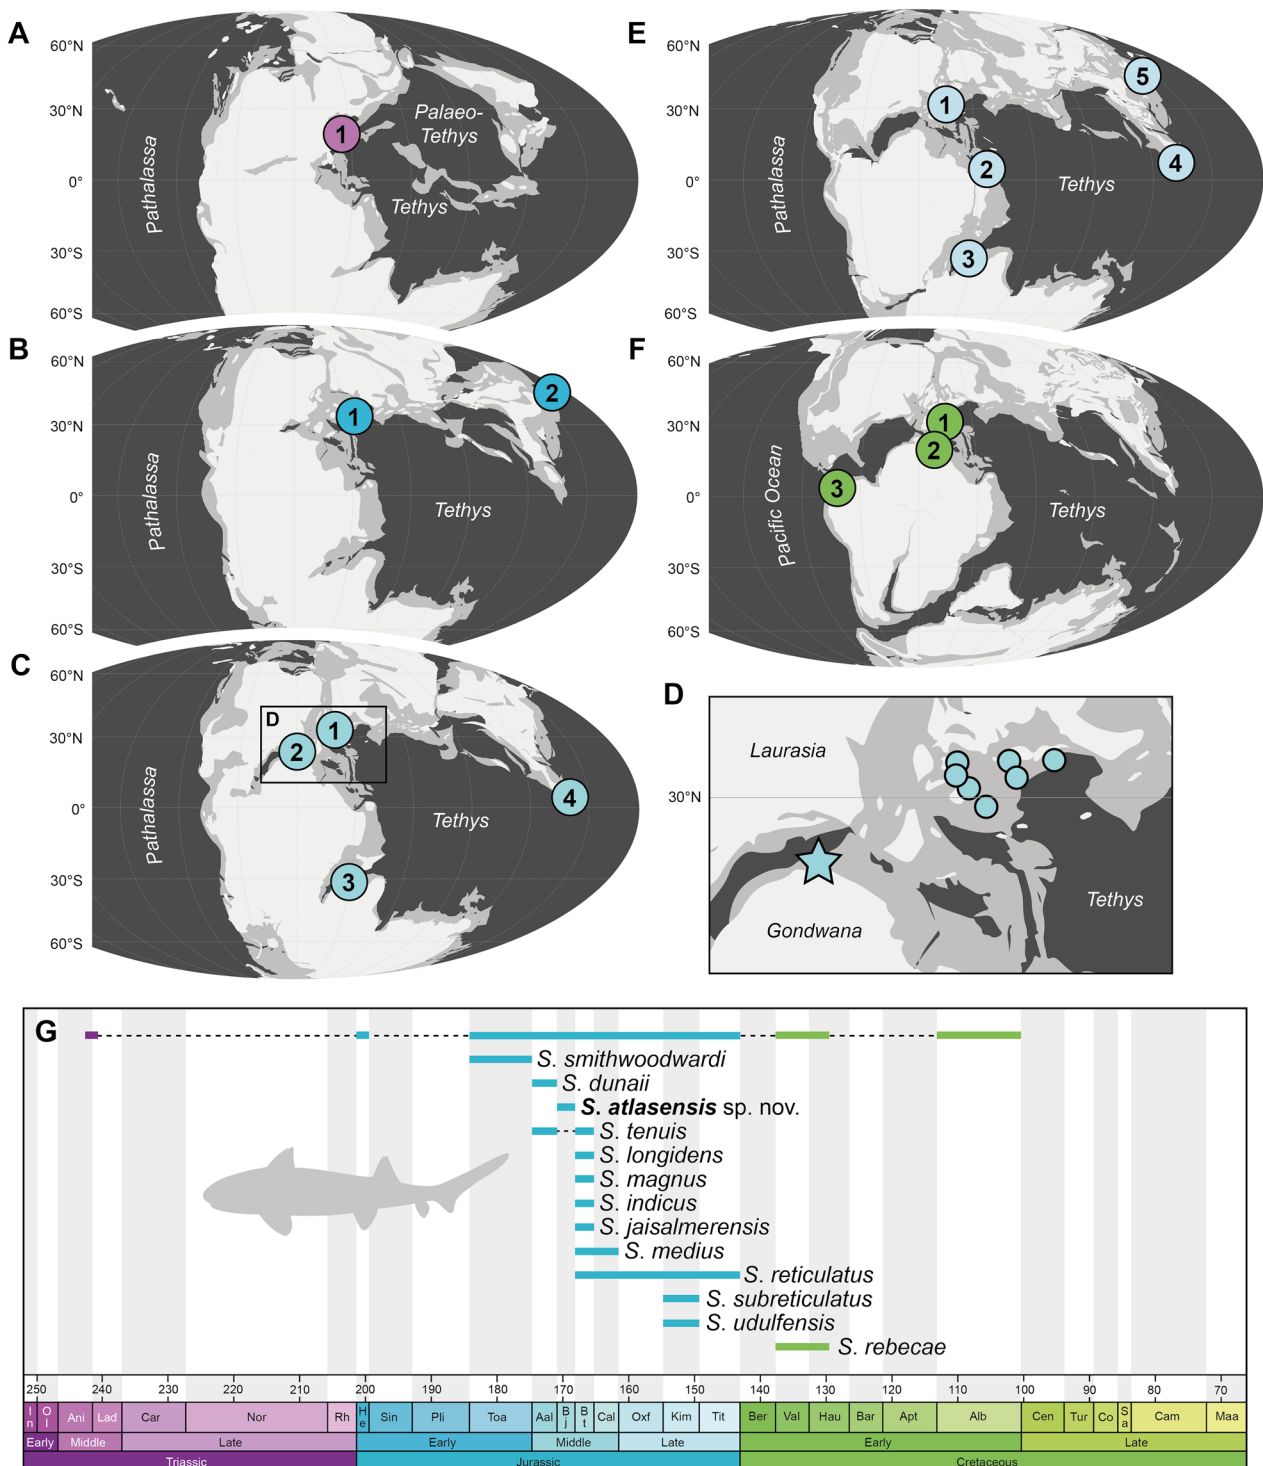 A
60°N
30°N
0°
30°S
60°S
Pathalassa
1
Palaeo-
Tethys
Tethys
B
60°N
30°N
0°
30°S
60°S
Pathalassa
1
2
Tethys
C
60°N
30°N
0°
30°S
60°S
Pathalassa
D
1
2
3
4
Tethys
E
60°N
30°N
0°
30°S
60°S
Pathalassa
1
2
3
4
5
Tethys
F
60°N
30°N
0°
30°S
60°S
Pacific Ocean
1
2
3
Tethys
D
Laurasia
30°N
Gondwana
Tethys
G
S. smithwoodwardi
S. dunaii
S. atlasensis sp. nov.
S. tenuis
S. longidens
S. magnus
S. indicus
S. jaisalmerensis
S. medius
S. reticulatus
S. subreticulatus
S. udulfensis
S. rebecae
250 240 230 220 210 200 190 180 170 160 150 140 130 120 110 100 90 80 70
In Ol Ani Lad Car Nor Rh He Sin Pli Toa Aal Bj Bt Cal Oxf Kim Tit Ber Val Hau Bar Apt Alb Cen Tur Co Sa Cam Maa
Early Middle Late Early Middle Late Early Late
Triassic Jurassic Cretaceous